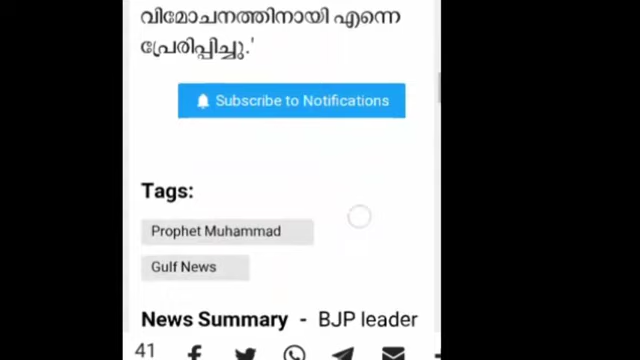 വിമോചനത്തിനായി എന്നെ
പ്രേരിപ്പിച്ചു.'
Subscribe to Notifications
Tags:
Prophet Muhammad
Gulf News
News Summary - BJP leader
41